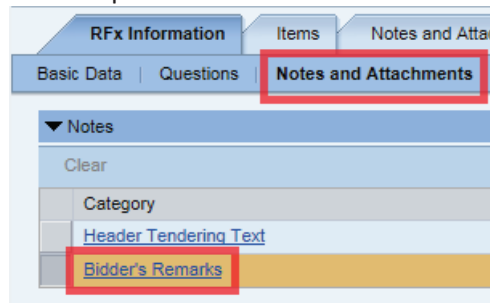 RFx Information Items Notes and Atta
Basic Data | Questions | Notes and Attachments
Notes
Clear
Category
Header Tendering Text
Bidder's Remarks